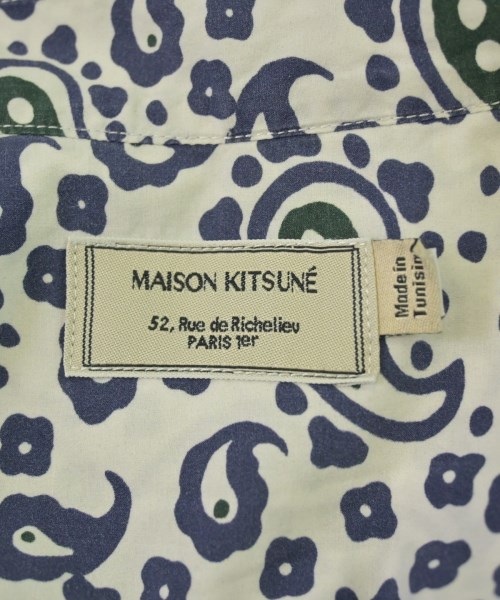 MAISON KITSUNÉ
52, Rue de Richelieu
PARIS 1er
Made in
Tunisia